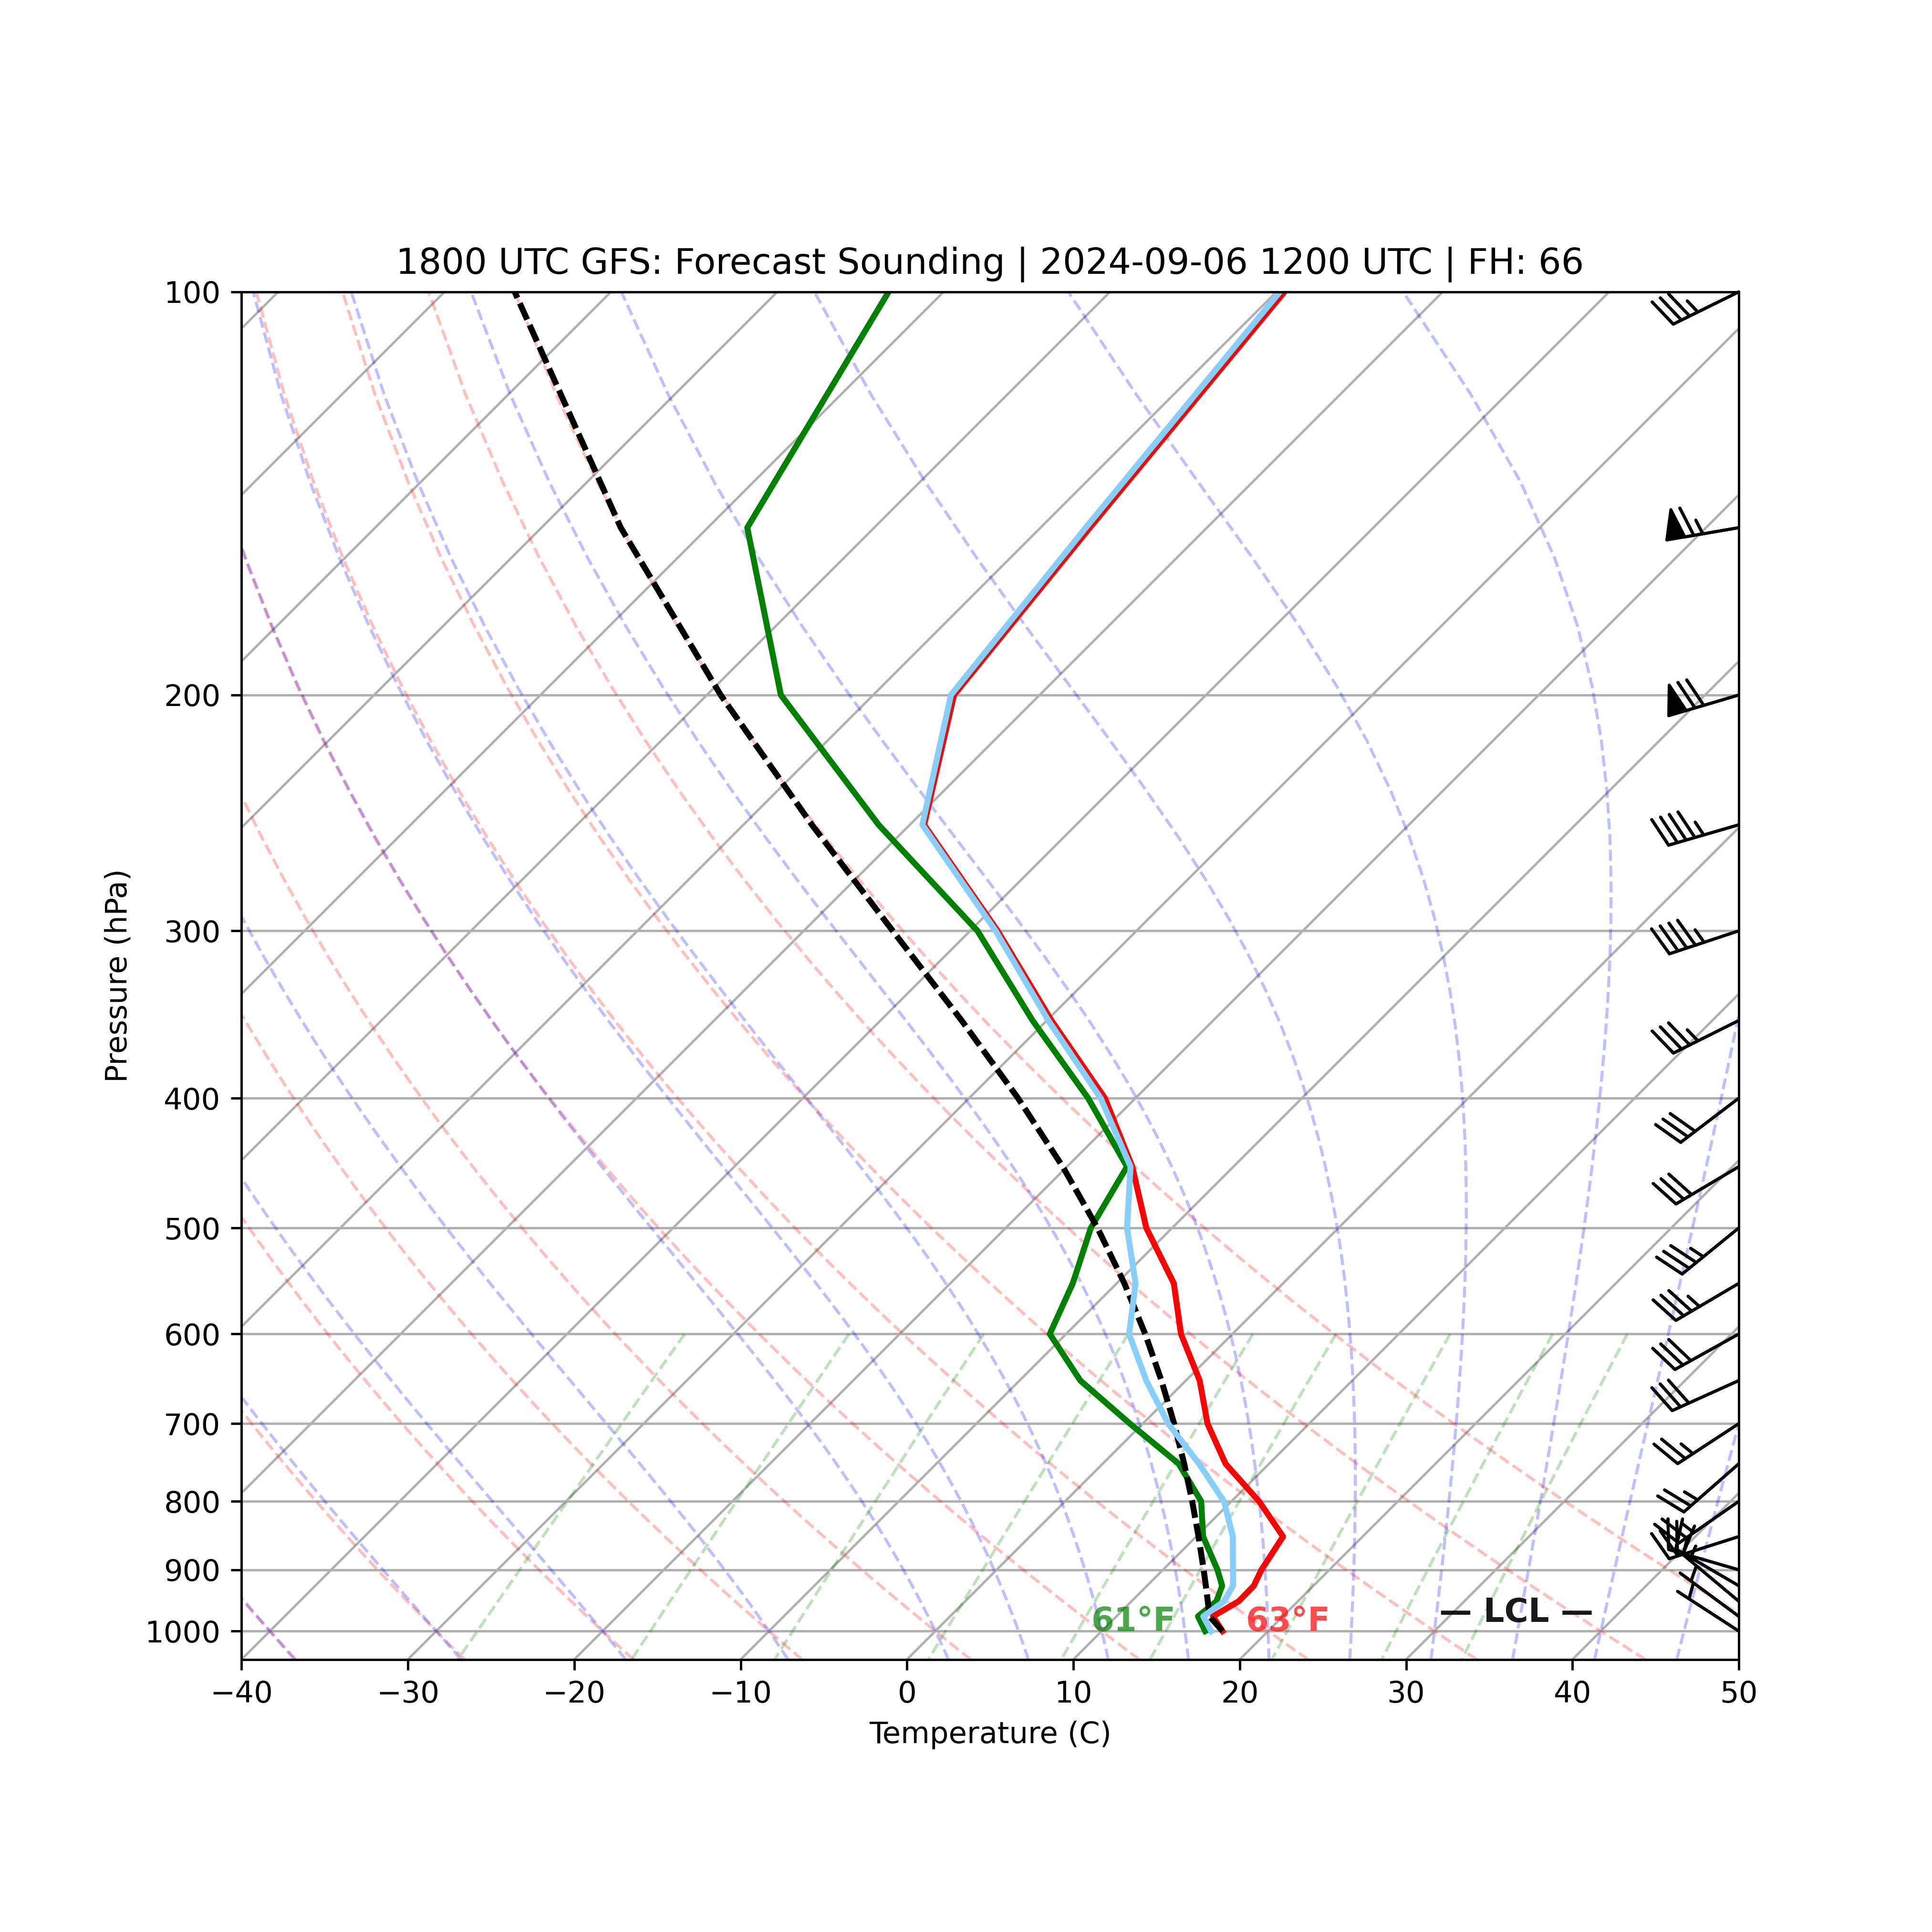 1800 UTC GFS: Forecast Sounding | 2024-09-06 1200 UTC | FH: 66
100
200
300
400
500
600
700
800
900
1000
Pressure (hPa)
61°F
63°F
— LCL —
−40 −30 −20 −10 0 10 20 30 40 50
Temperature (C)